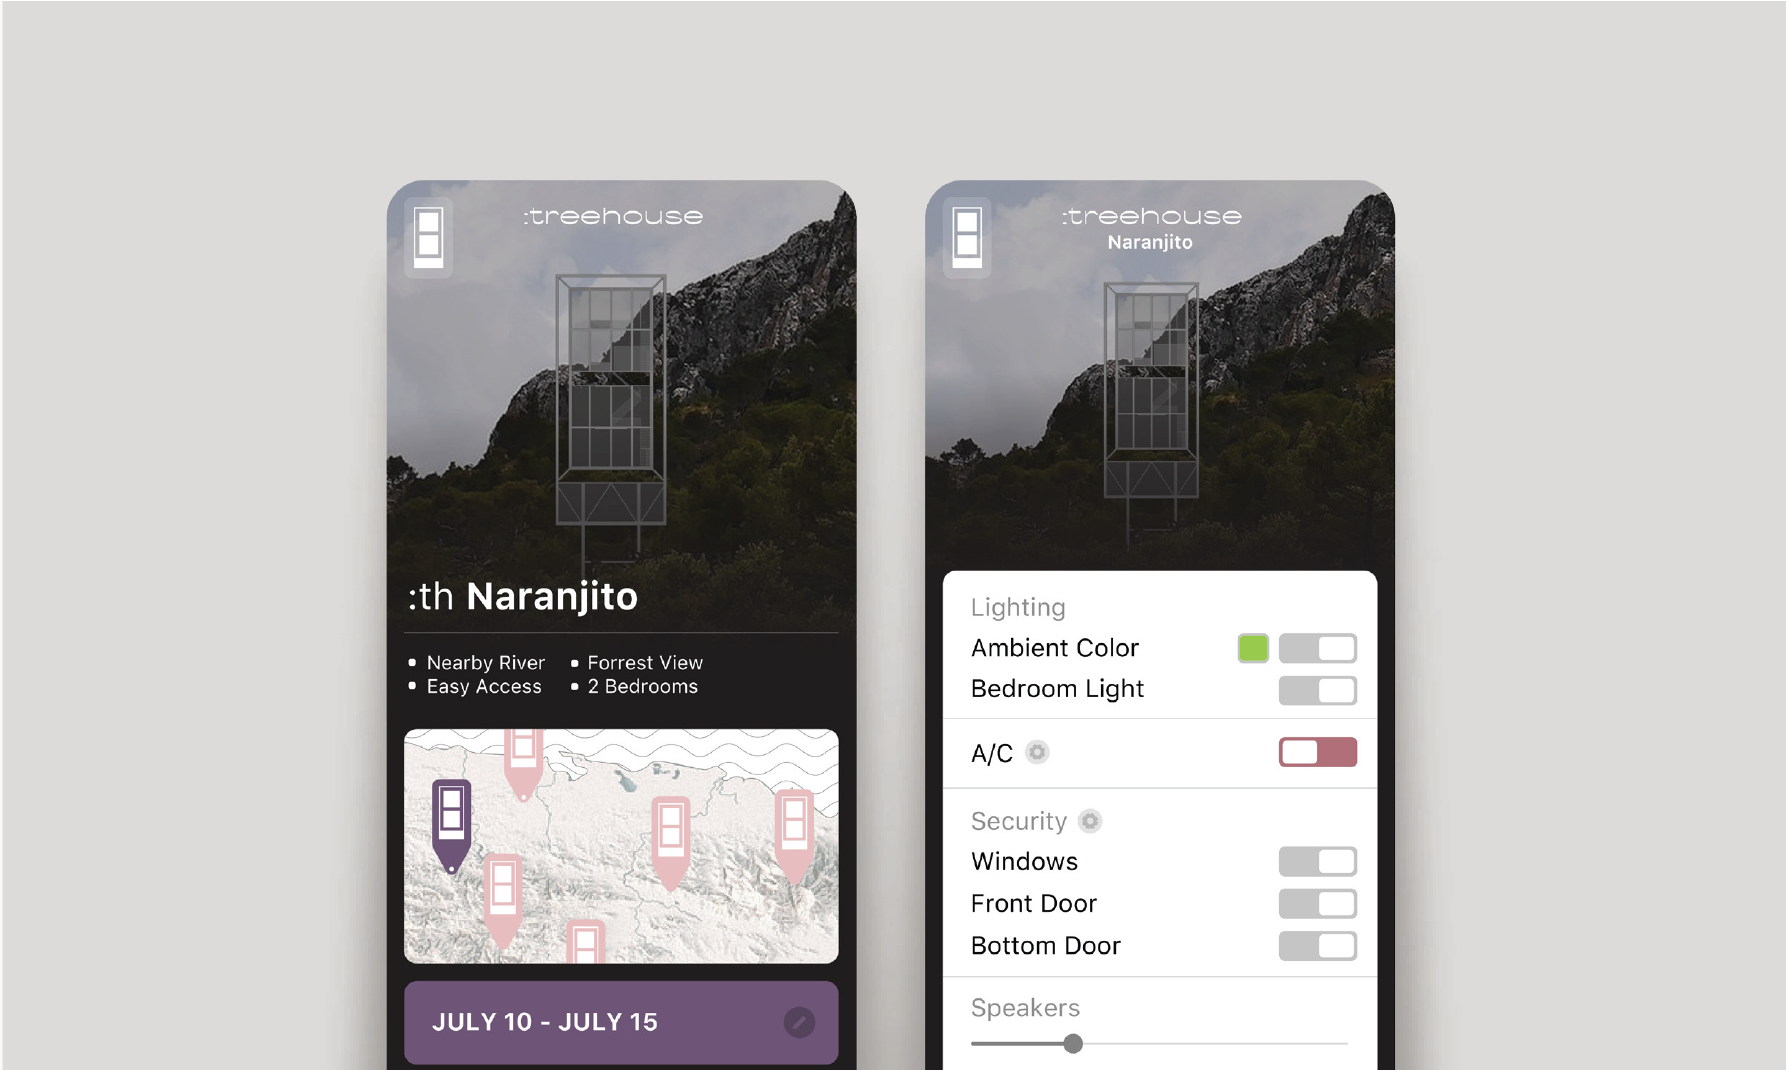 :treehouse
:th Naranjito
• Nearby River
• Forrest View
• Easy Access
• 2 Bedrooms
JULY 10 - JULY 15
:treehouse
Naranjito
Lighting
Ambient Color
Bedroom Light
A/C
Security
Windows
Front Door
Bottom Door
Speakers